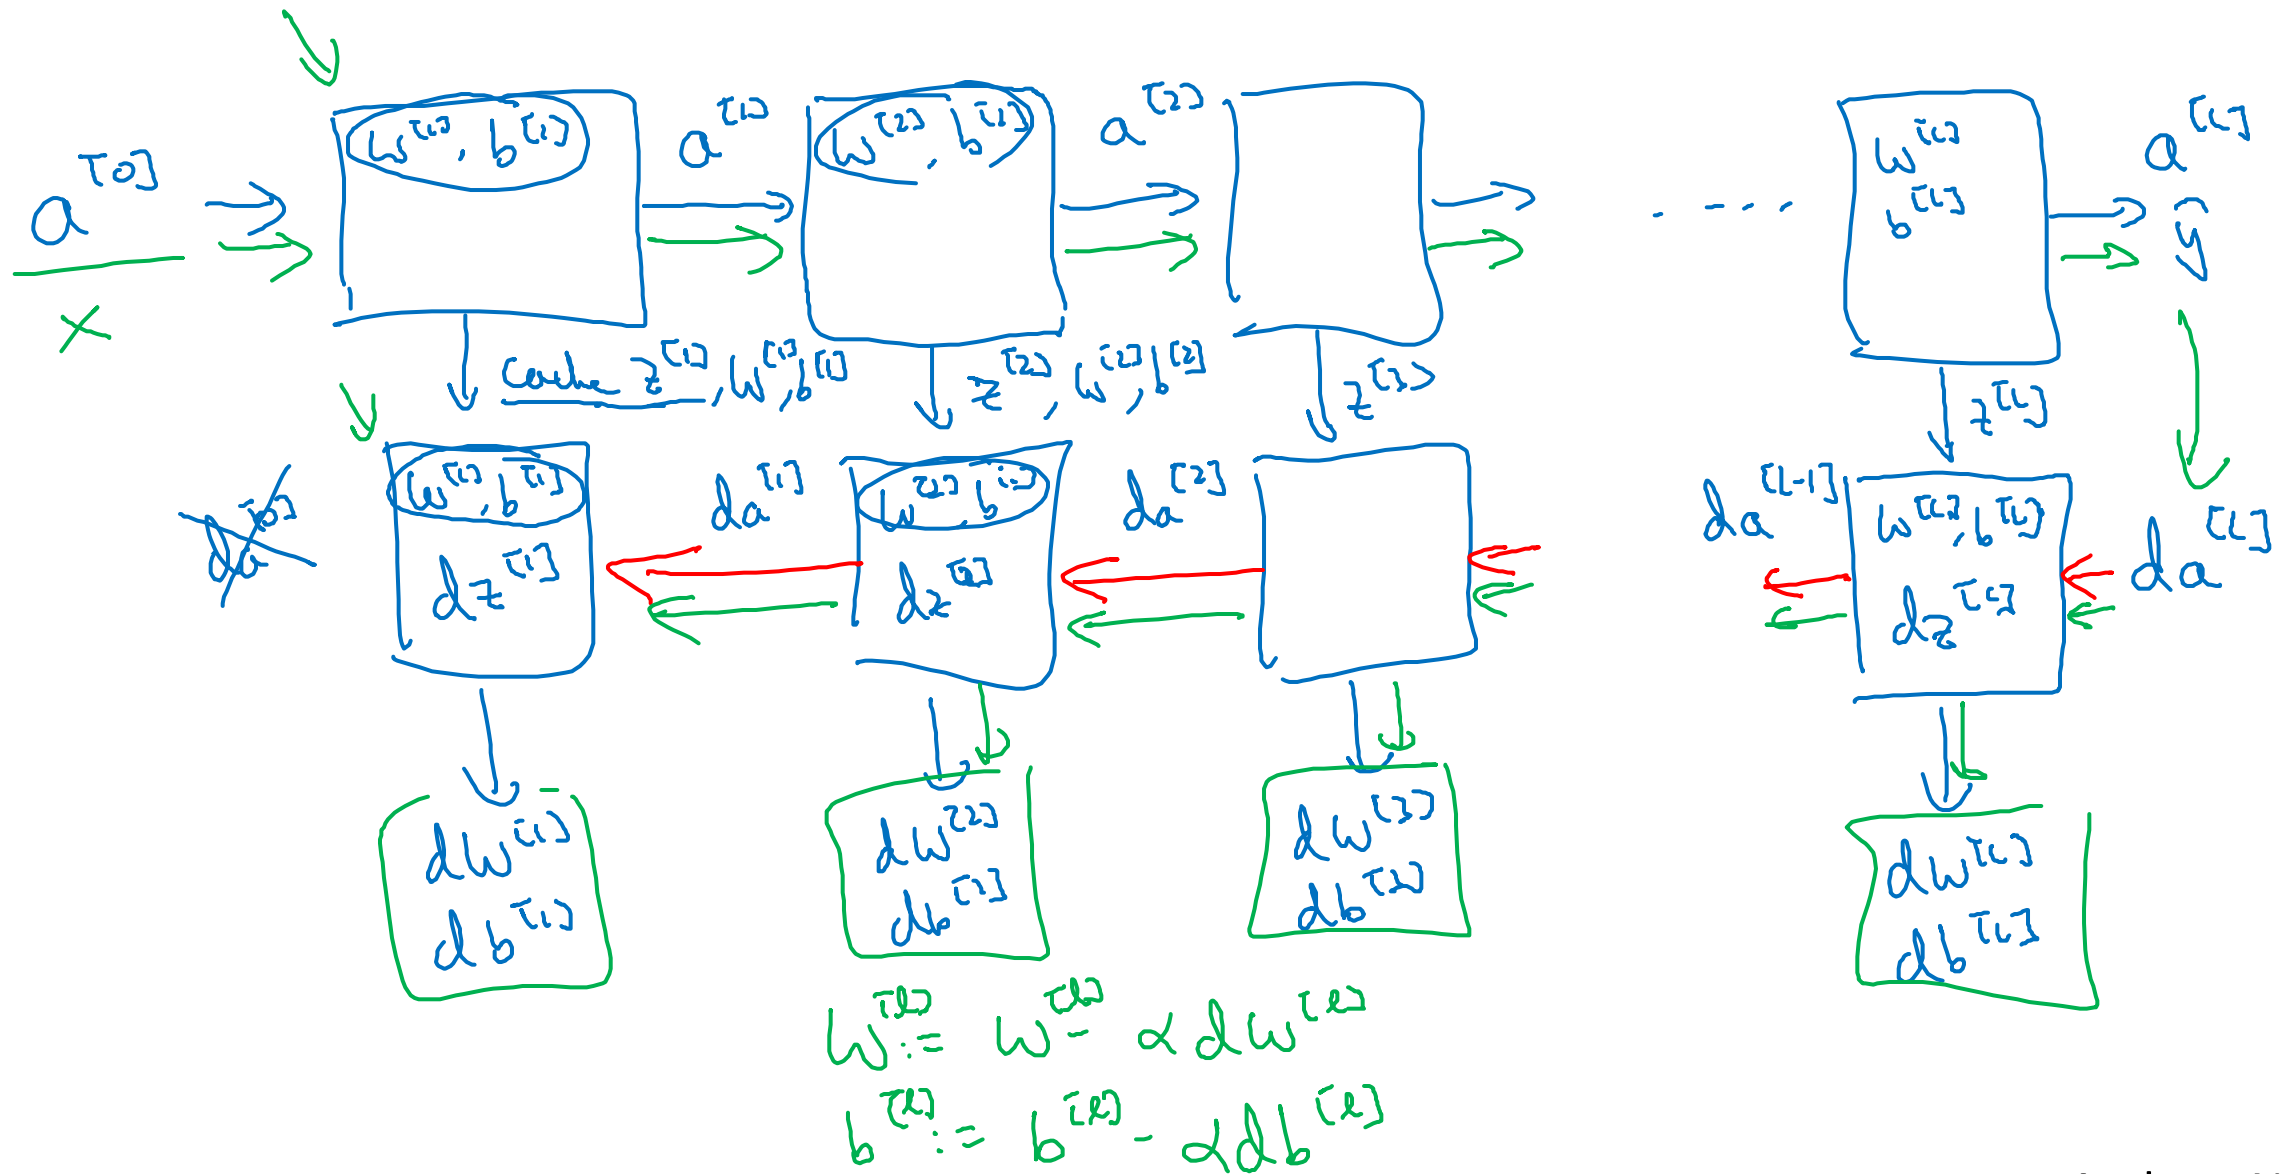 a^[0]
x
w^[1], b^[1]
a^[1]
w^[2], b^[2]
a^[2]
. - - .
w^[L]
b^[L]
a^[L]
ŷ
cache z^[1], w^[1], b^[1]
z^[2], w^[2], b^[2]
z^[3]
z^[L]
da^[0]
w^[1], b^[1]
dz^[1]
da^[1]
w^[2], b^[2]
dz^[2]
da^[2]
da^[L-1]
w^[L], b^[L]
dz^[L]
da^[L]
dw^[1]
db^[1]
dw^[2]
db^[2]
dw^[3]
db^[3]
dw^[L]
db^[L]
w^[l] := w^[l] - αdw^[l]
b^[l] := b^[l] - αdb^[l]